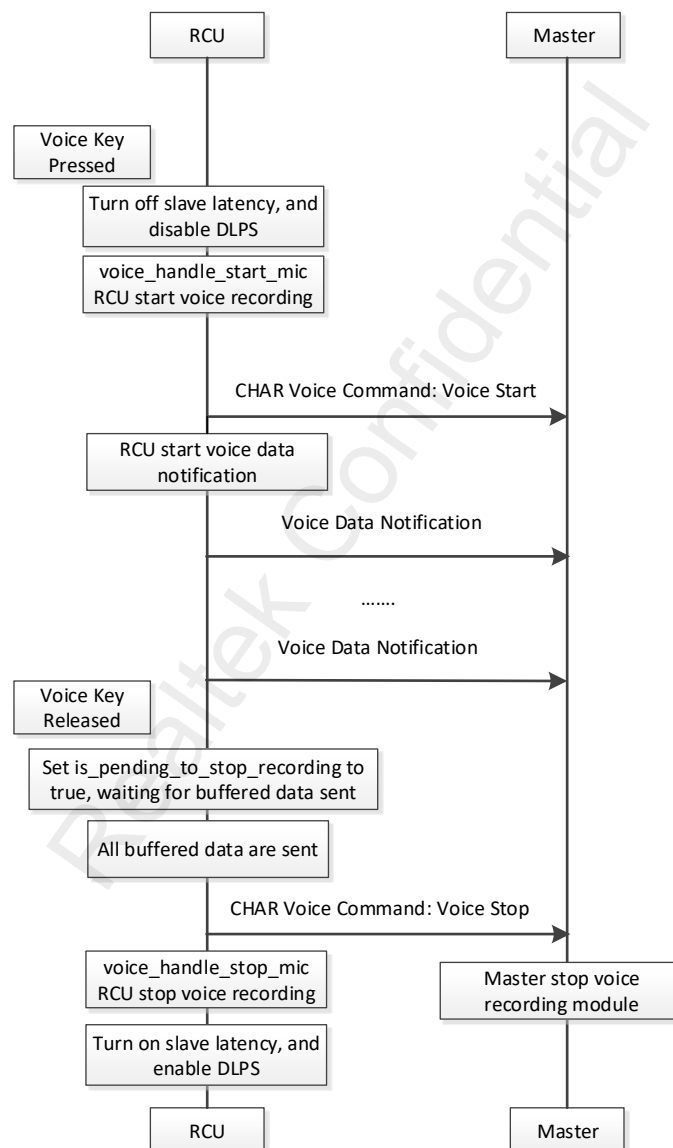 RCU
Master
Voice Key
Pressed
Turn off slave latency, and
disable DLPS
voice_handle_start_mic
RCU start voice recording
CHAR Voice Command: Voice Start
RCU start voice data
notification
Voice Data Notification
…….
Voice Data Notification
Voice Key
Released
Set is_pending_to_stop_recording to
true, waiting for buffered data sent
All buffered data are sent
CHAR Voice Command: Voice Stop
voice_handle_stop_mic
RCU stop voice recording
Master stop voice
recording module
Turn on slave latency, and
enable DLPS
RCU
Master
Realtek Confidential